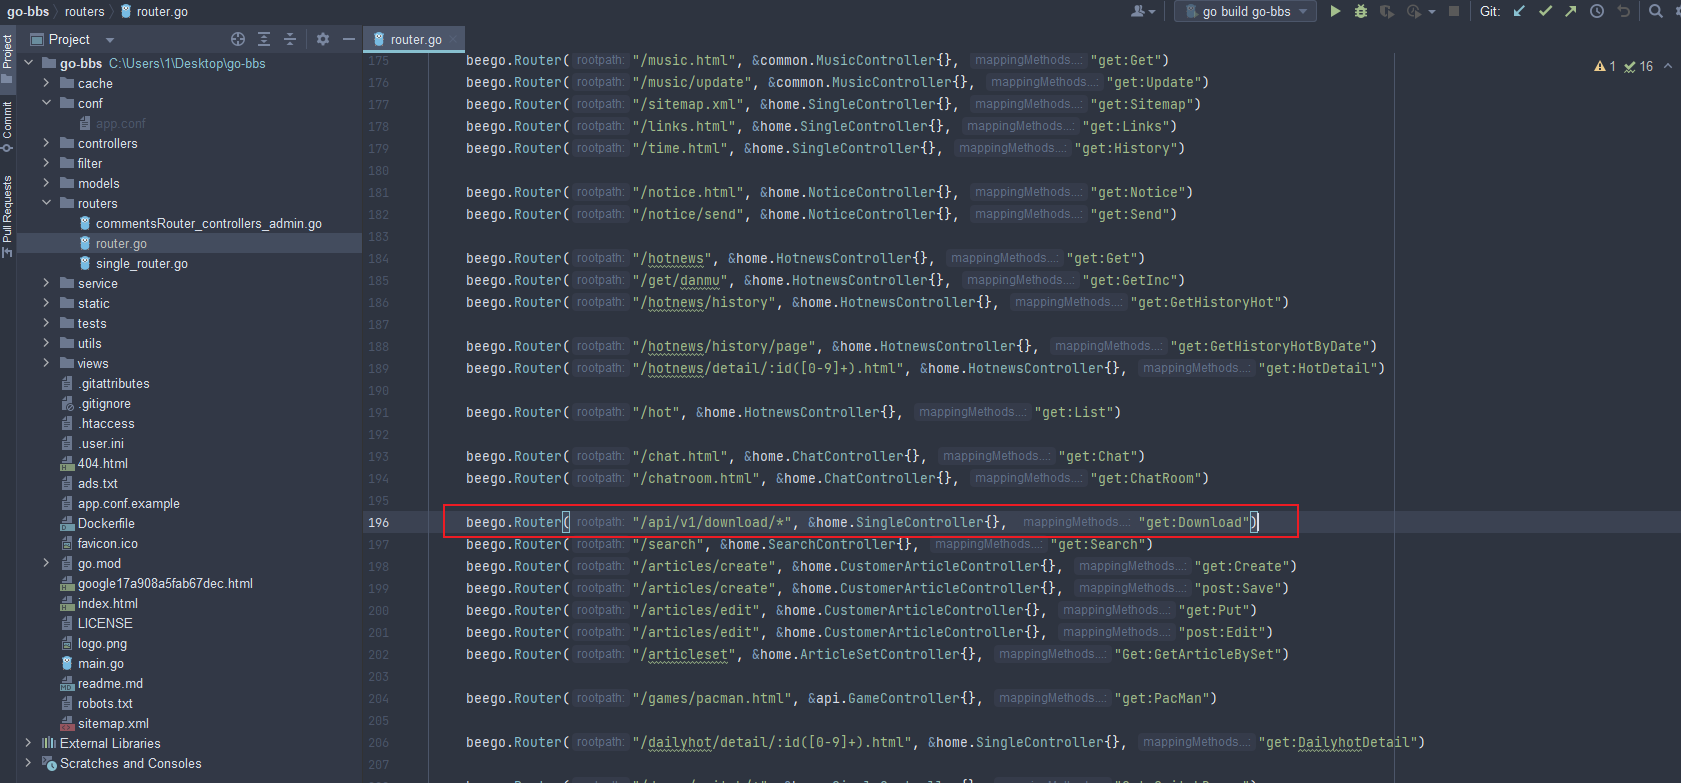 go-bbs routers router.go
go build go-bbs Git:
Project
router.go
Project
Commit
Pull Requests
go-bbs C:\Users\1\Desktop\go-bbs
cache
conf
app.conf
controllers
filter
models
routers
commentsRouter_controllers_admin.go
router.go
single_router.go
service
static
tests
utils
views
.gitattributes
.gitignore
.htaccess
.user.ini
404.html
ads.txt
app.conf.example
Dockerfile
favicon.ico
go.mod
google17a908a5fab67dec.html
index.html
LICENSE
logo.png
main.go
readme.md
robots.txt
sitemap.xml
External Libraries
Scratches and Consoles
1 16
175 beego.Router( rootpath: "/music.html", &common.MusicController{}, mappingMethods...: "get:Get")
176 beego.Router( rootpath: "/music/update", &common.MusicController{}, mappingMethods...: "get:Update")
177 beego.Router( rootpath: "/sitemap.xml", &home.SingleController{}, mappingMethods...: "get:Sitemap")
178 beego.Router( rootpath: "/links.html", &home.SingleController{}, mappingMethods...: "get:Links")
179 beego.Router( rootpath: "/time.html", &home.SingleController{}, mappingMethods...: "get:History")
180
181 beego.Router( rootpath: "/notice.html", &home.NoticeController{}, mappingMethods...: "get:Notice")
182 beego.Router( rootpath: "/notice/send", &home.NoticeController{}, mappingMethods...: "get:Send")
183
184 beego.Router( rootpath: "/hotnews", &home.HotnewsController{}, mappingMethods...: "get:Get")
185 beego.Router( rootpath: "/get/danmu", &home.HotnewsController{}, mappingMethods...: "get:GetInc")
186 beego.Router( rootpath: "/hotnews/history", &home.HotnewsController{}, mappingMethods...: "get:GetHistoryHot")
187
188 beego.Router( rootpath: "/hotnews/history/page", &home.HotnewsController{}, mappingMethods...: "get:GetHistoryHotByDate")
189 beego.Router( rootpath: "/hotnews/detail/:id([0-9]+).html", &home.HotnewsController{}, mappingMethods...: "get:HotDetail")
190
191 beego.Router( rootpath: "/hot", &home.HotnewsController{}, mappingMethods...: "get:List")
192
193 beego.Router( rootpath: "/chat.html", &home.ChatController{}, mappingMethods...: "get:Chat")
194 beego.Router( rootpath: "/chatroom.html", &home.ChatController{}, mappingMethods...: "get:ChatRoom")
195
196 beego.Router( rootpath: "/api/v1/download/*", &home.SingleController{}, mappingMethods...: "get:Download")
197 beego.Router( rootpath: "/search", &home.SearchController{}, mappingMethods...: "get:Search")
198 beego.Router( rootpath: "/articles/create", &home.CustomerArticleController{}, mappingMethods...: "get:Create")
199 beego.Router( rootpath: "/articles/create", &home.CustomerArticleController{}, mappingMethods...: "post:Save")
200 beego.Router( rootpath: "/articles/edit", &home.CustomerArticleController{}, mappingMethods...: "get:Put")
201 beego.Router( rootpath: "/articles/edit", &home.CustomerArticleController{}, mappingMethods...: "post:Edit")
202 beego.Router( rootpath: "/articleset", &home.ArticleSetController{}, mappingMethods...: "Get:GetArticleBySet")
203
204 beego.Router( rootpath: "/games/pacman.html", &api.GameController{}, mappingMethods...: "get:PacMan")
205
206 beego.Router( rootpath: "/dailyhot/detail/:id([0-9]+).html", &home.SingleController{}, mappingMethods...: "get:DailyhotDetail")
207